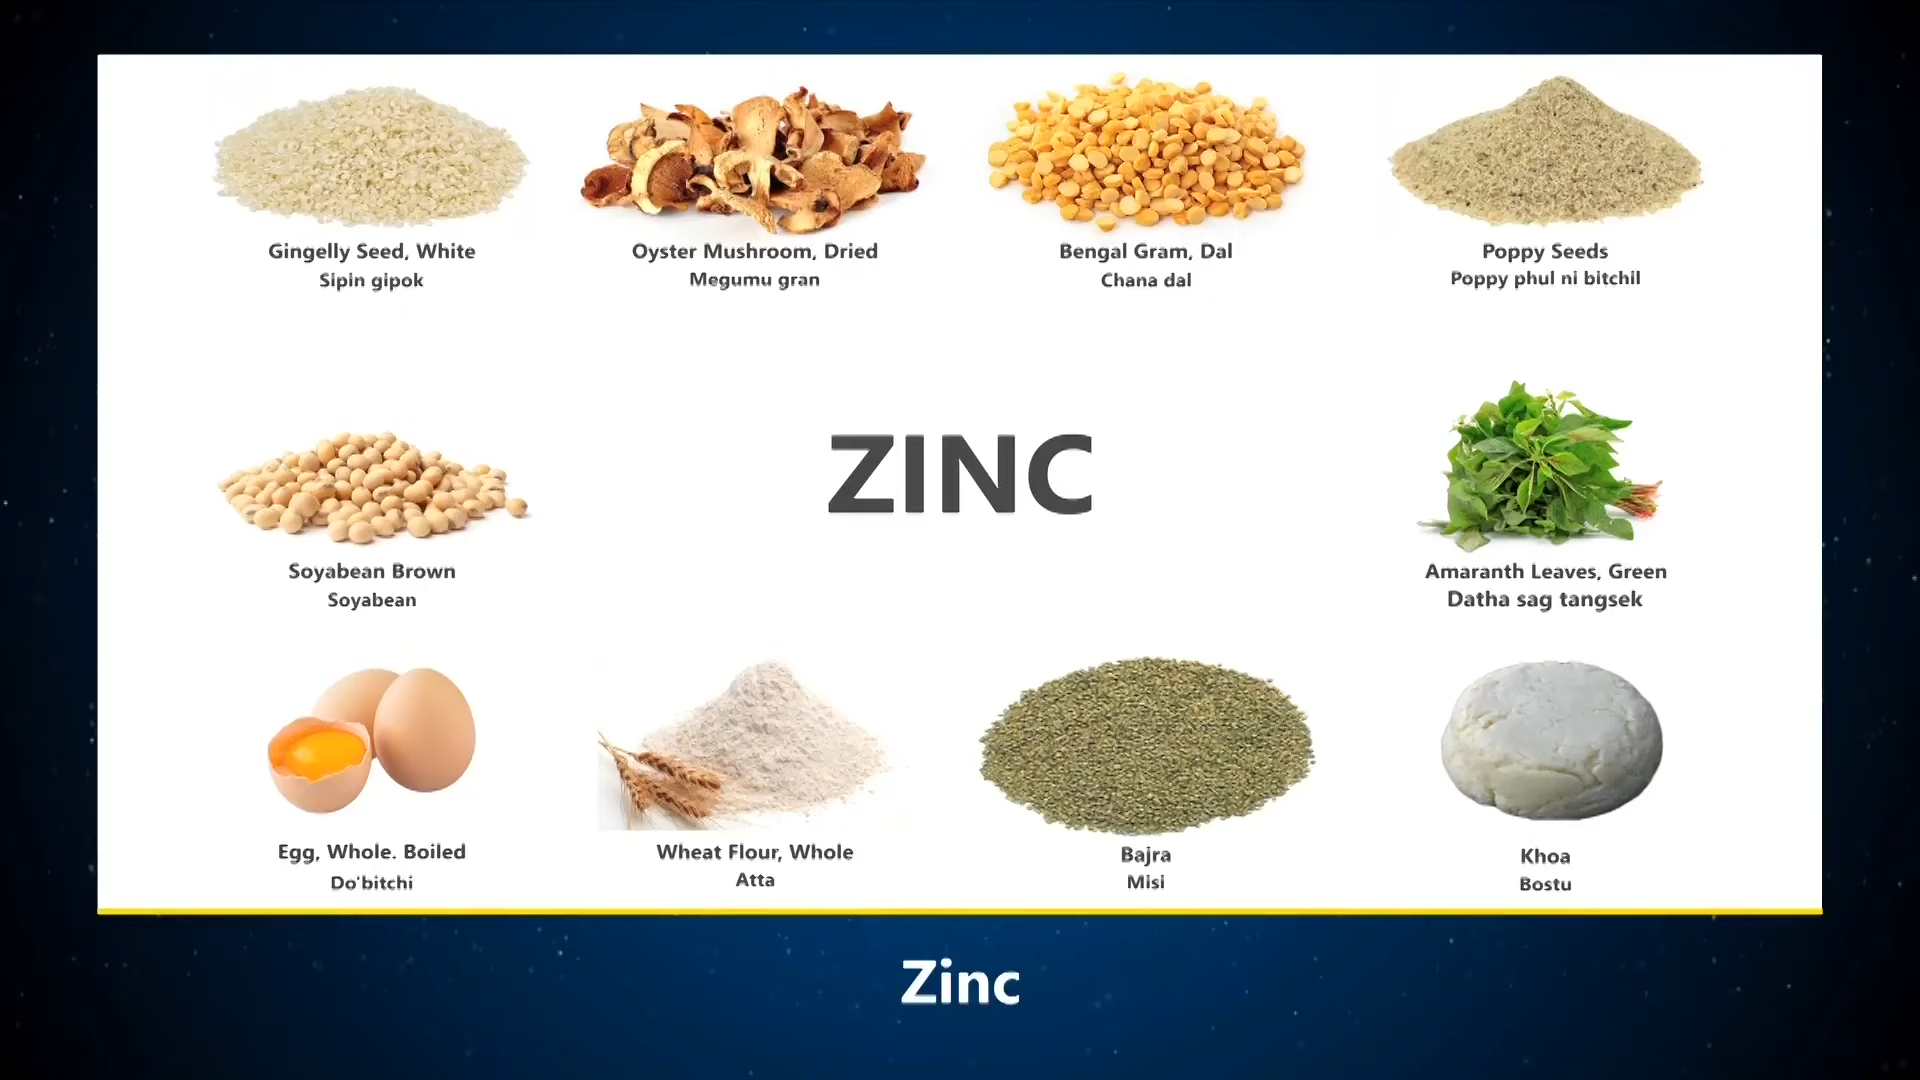 Gingelly Seed, White
Sipin gipok
Oyster Mushroom, Dried
Megumu gran
Bengal Gram, Dal
Chana dal
Poppy Seeds
Poppy phul ni bitchil
ZINC
Soyabean Brown
Soyabean
Amaranth Leaves, Green
Datha sag tangsek
Egg, Whole. Boiled
Do'bitchi
Wheat Flour, Whole
Atta
Bajra
Misi
Khoa
Bostu
Zinc